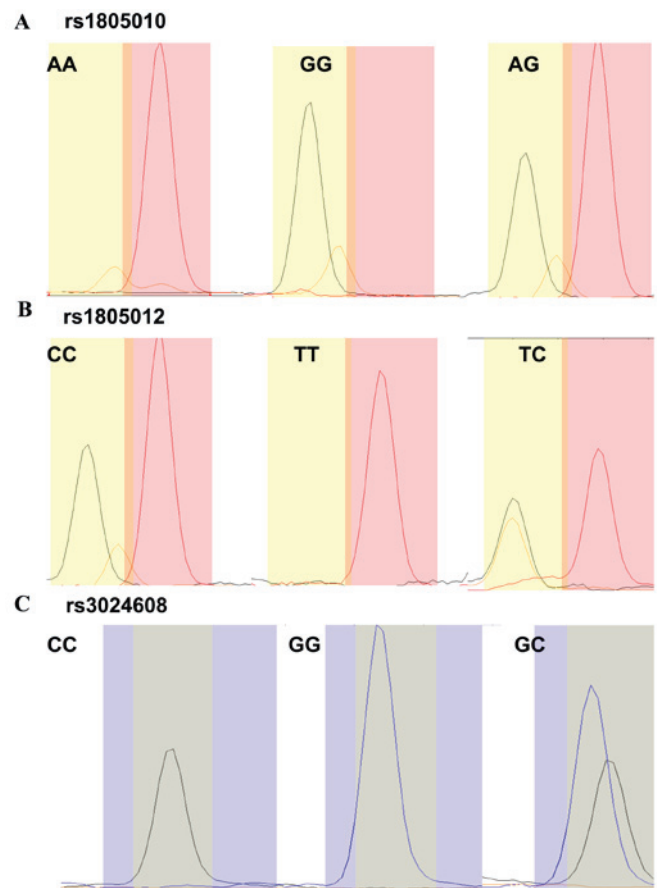 A rs1805010
AA GG AG
B rs1805012
CC TT TC
C rs3024608
CC GG GC